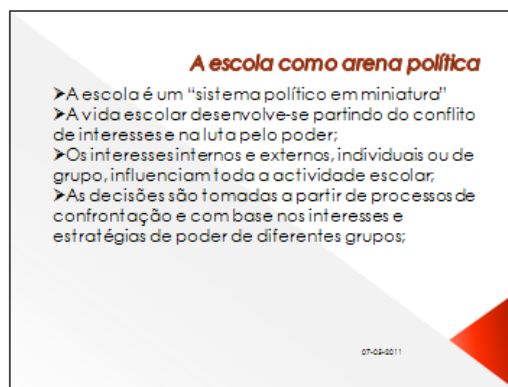 A escola como arena política
➤A escola é um “sistema político em miniatura”
➤A vida escolar desenvolve-se partindo do conflito
de interesses e na luta pelo poder;
➤Os interesses internos e externos, individuais ou de
grupo, influenciam toda a actividade escolar;
➤As decisões são tomadas a partir de processos de
confrontação e com base nos interesses e
estratégias de poder de diferentes grupos;
07-05-2011